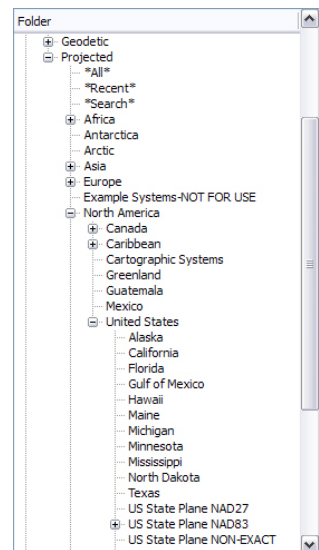 Folder
Geodetic
Projected
*All*
*Recent*
*Search*
Africa
Antarctica
Arctic
Asia
Europe
Example Systems-NOT FOR USE
North America
Canada
Caribbean
Cartographic Systems
Greenland
Guatemala
Mexico
United States
Alaska
California
Florida
Gulf of Mexico
Hawaii
Maine
Michigan
Minnesota
Mississippi
North Dakota
Texas
US State Plane NAD27
US State Plane NAD83
US State Plane NON-EXACT